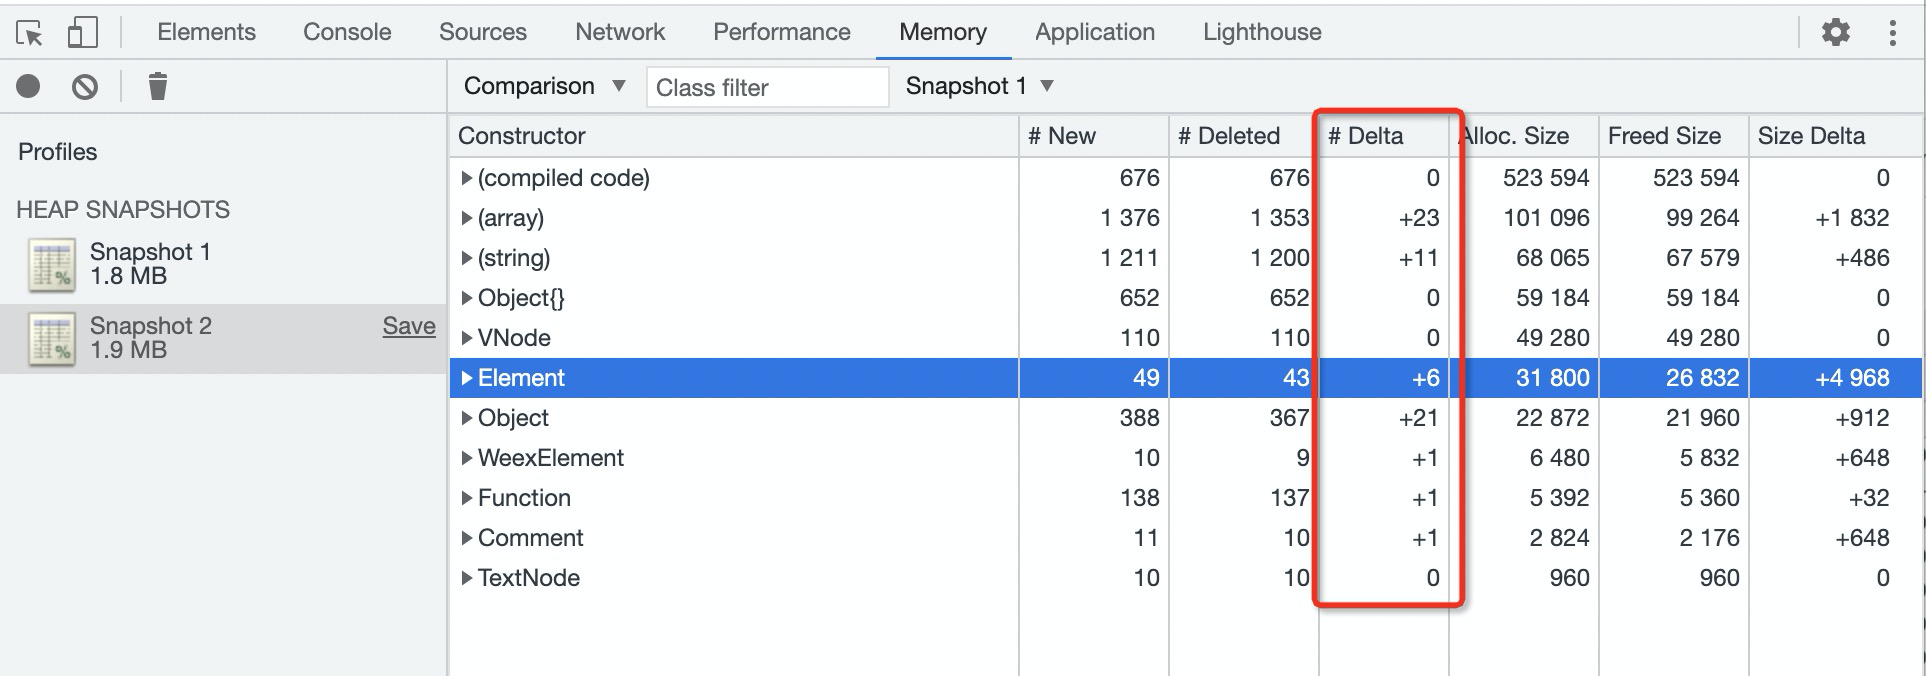 Elements Console Sources Network Performance Memory Application Lighthouse
Comparison ▼ Class filter Snapshot 1 ▼
Profiles
HEAP SNAPSHOTS
Snapshot 1
1.8 MB
Snapshot 2 Save
1.9 MB
Constructor # New # Deleted # Delta Alloc. Size Freed Size Size Delta
(compiled code) 676 676 0 523 594 523 594 0
(array) 1 376 1 353 +23 101 096 99 264 +1 832
(string) 1 211 1 200 +11 68 065 67 579 +486
Object{} 652 652 0 59 184 59 184 0
VNode 110 110 0 49 280 49 280 0
Element 49 43 +6 31 800 26 832 +4 968
Object 388 367 +21 22 872 21 960 +912
WeexElement 10 9 +1 6 480 5 832 +648
Function 138 137 +1 5 392 5 360 +32
Comment 11 10 +1 2 824 2 176 +648
TextNode 10 10 0 960 960 0